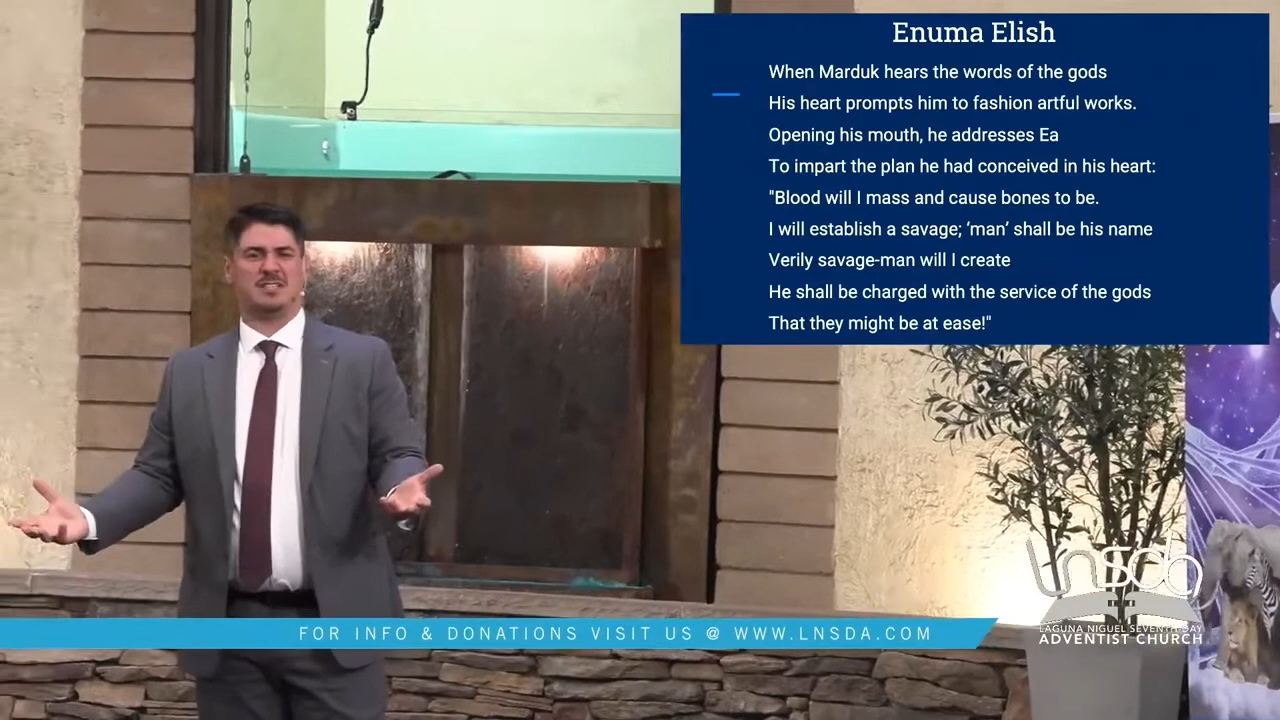 Enuma Elish
When Marduk hears the words of the gods
His heart prompts him to fashion artful works.
Opening his mouth, he addresses Ea
To impart the plan he had conceived in his heart:
"Blood will I mass and cause bones to be.
I will establish a savage; ‘man’ shall be his name
Verily savage-man will I create
He shall be charged with the service of the gods
That they might be at ease!"
lnsda
LAGUNA NIGUEL SEVENTH-DAY
ADVENTIST CHURCH
FOR INFO & DONATIONS VISIT US @ WWW.LNSDA.COM